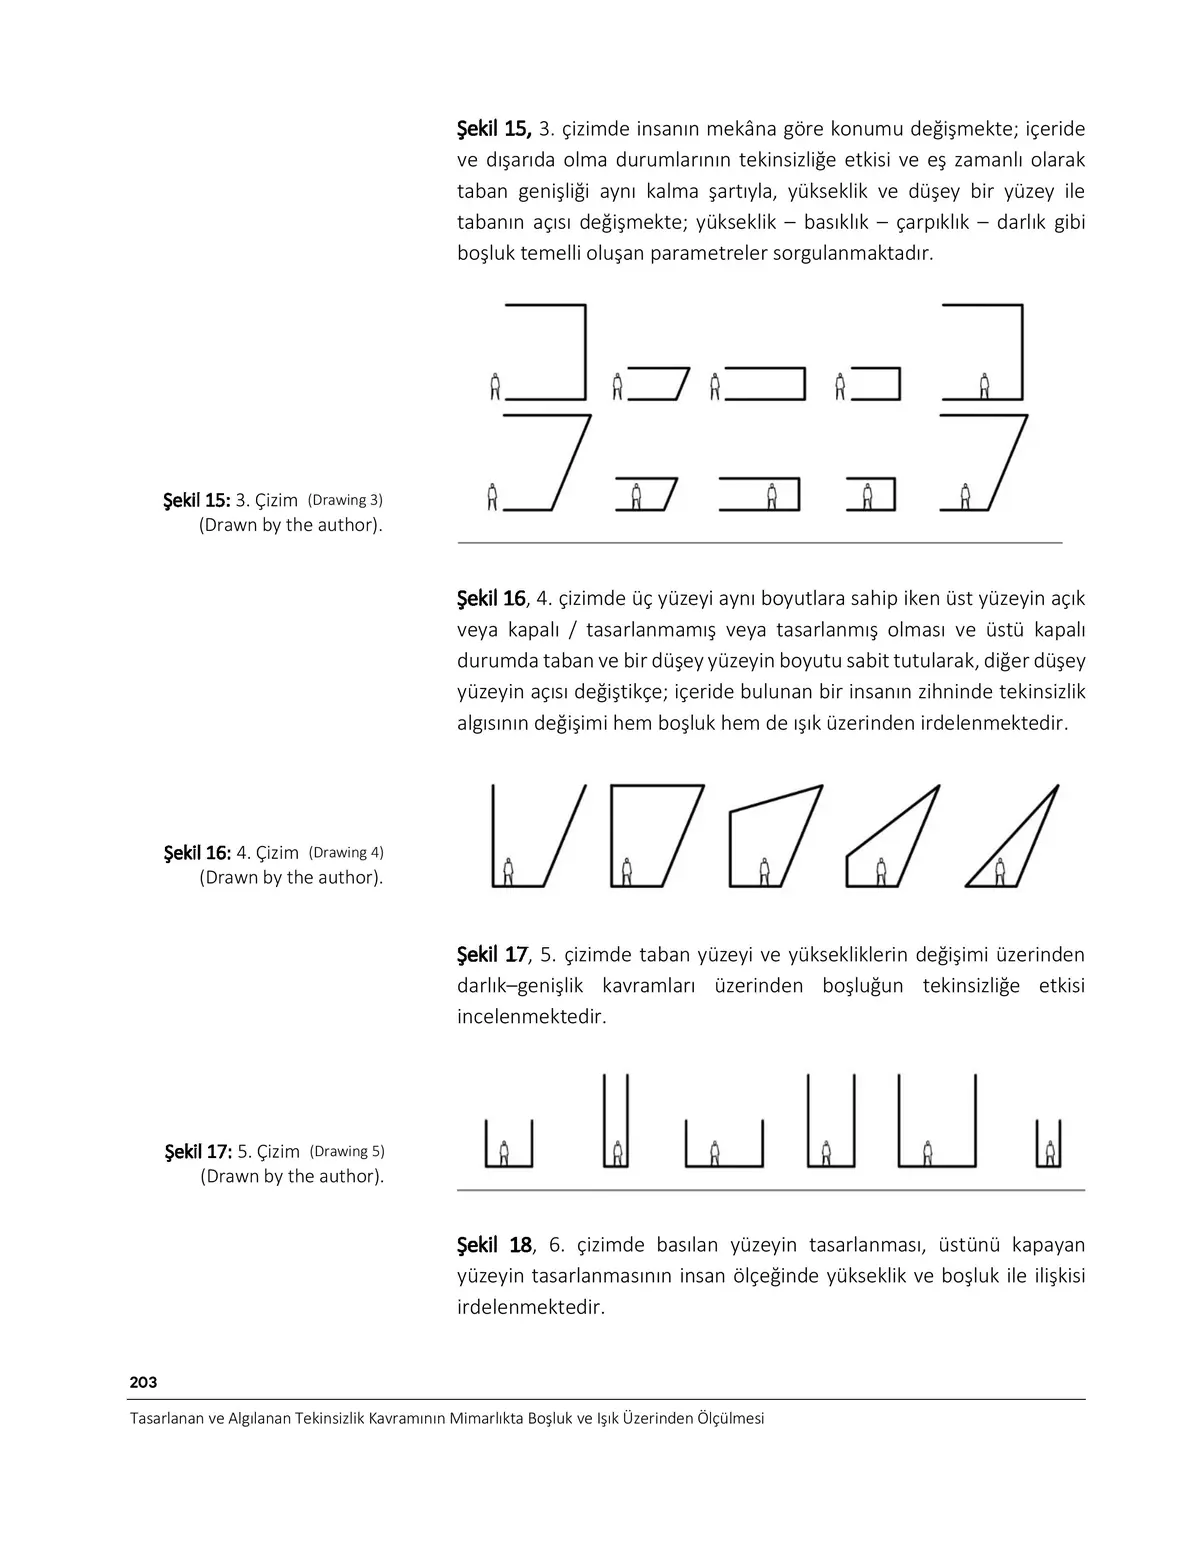 Şekil 15, 3. çizimde insanın mekâna göre konumu değişmekte; içeride
ve dışarıda olma durumlarının tekinsizliğe etkisi ve eş zamanlı olarak
taban genişliği aynı kalma şartıyla, yükseklik ve düşey bir yüzey ile
tabanın açısı değişmekte; yükseklik – basıklık – çarpıklık – darlık gibi
boşluk temelli oluşan parametreler sorgulanmaktadır.
Şekil 15: 3. Çizim (Drawing 3)
(Drawn by the author).
Şekil 16, 4. çizimde üç yüzeyi aynı boyutlara sahip iken üst yüzeyin açık
veya kapalı / tasarlanmamış veya tasarlanmış olması ve üstü kapalı
durumda taban ve bir düşey yüzeyin boyutu sabit tutularak, diğer düşey
yüzeyin açısı değiştikçe; içeride bulunan bir insanın zihninde tekinsizlik
algısının değişimi hem boşluk hem de ışık üzerinden irdelenmektedir.
Şekil 16: 4. Çizim (Drawing 4)
(Drawn by the author).
Şekil 17, 5. çizimde taban yüzeyi ve yüksekliklerin değişimi üzerinden
darlık–genişlik kavramları üzerinden boşluğun tekinsizliğe etkisi
incelenmektedir.
Şekil 17: 5. Çizim (Drawing 5)
(Drawn by the author).
Şekil 18, 6. çizimde basılan yüzeyin tasarlanması, üstünü kapayan
yüzeyin tasarlanmasının insan ölçeğinde yükseklik ve boşluk ile ilişkisi
irdelenmektedir.
203
Tasarlanan ve Algılanan Tekinsizlik Kavramının Mimarlıkta Boşluk ve Işık Üzerinden Ölçülmesi